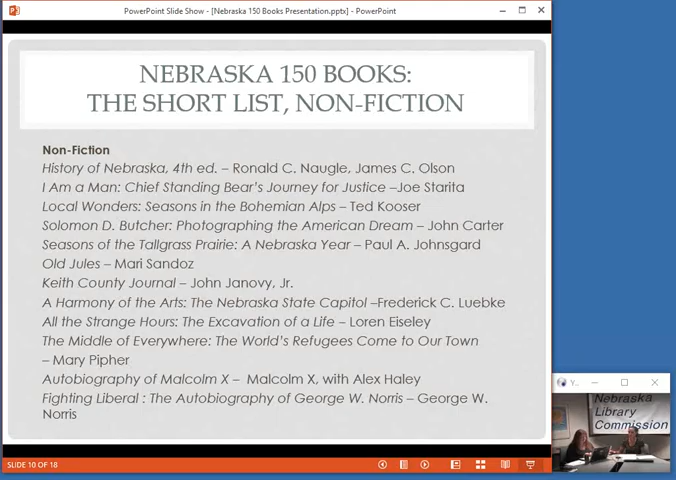 PowerPoint Slide Show - [Nebraska 150 Books Presentation.pptx] - PowerPoint
NEBRASKA 150 BOOKS:
THE SHORT LIST, NON-FICTION
Non-Fiction
History of Nebraska, 4th ed. – Ronald C. Naugle, James C. Olson
I Am a Man: Chief Standing Bear's Journey for Justice –Joe Starita
Local Wonders: Seasons in the Bohemian Alps – Ted Kooser
Solomon D. Butcher: Photographing the American Dream – John Carter
Seasons of the Tallgrass Prairie: A Nebraska Year – Paul A. Johnsgard
Old Jules – Mari Sandoz
Keith County Journal – John Janovy, Jr.
A Harmony of the Arts: The Nebraska State Capitol –Frederick C. Luebke
All the Strange Hours: The Excavation of a Life – Loren Eiseley
The Middle of Everywhere: The World's Refugees Come to Our Town
– Mary Pipher
Autobiography of Malcolm X – Malcolm X, with Alex Haley
Fighting Liberal : The Autobiography of George W. Norris – George W.
Norris
SLIDE 10 OF 18
Y...
Nebraska
Library
Commission